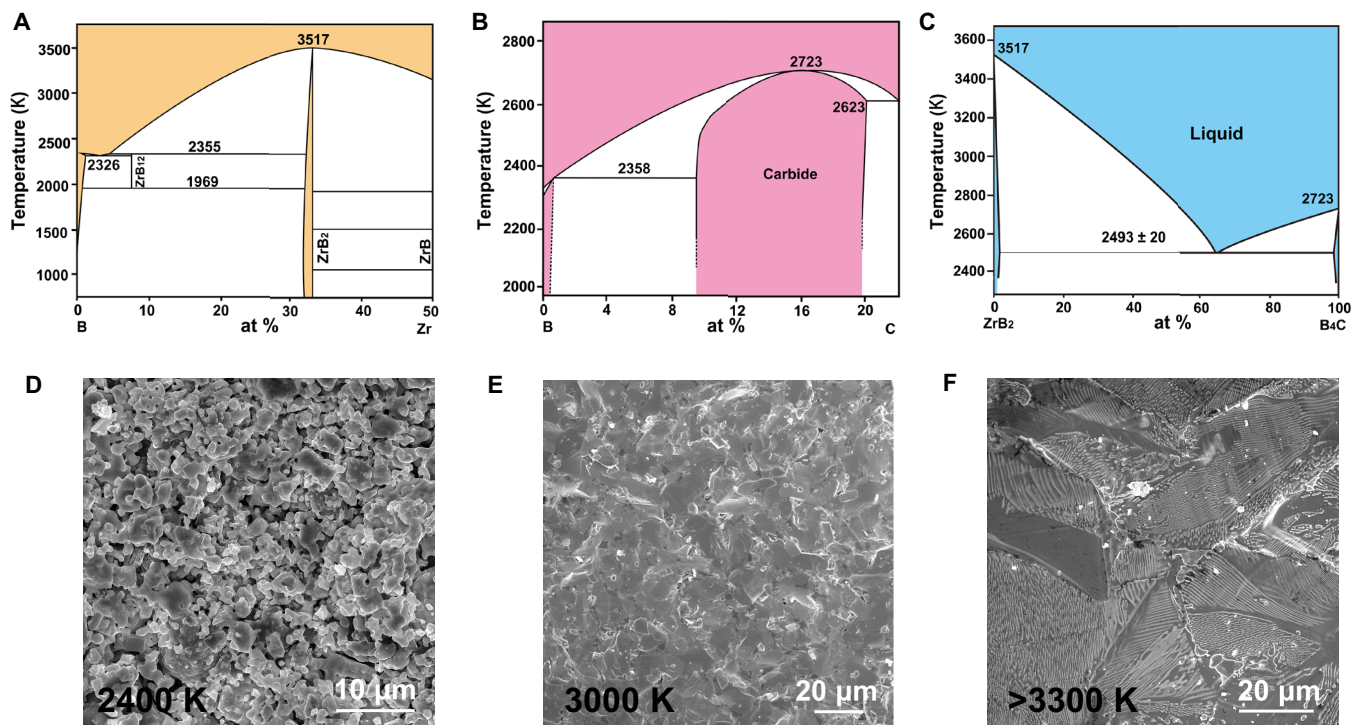 A
Temperature (K)
3500
3000
2500
2000
1500
1000
3517
2355
2326
ZrB12
1969
ZrB2
ZrB
0
10
20
30
40
50
B
at %
Zr
B
Temperature (K)
2800
2600
2400
2200
2000
2723
2623
2358
Carbide
0
4
8
12
16
20
B
at %
C
C
Temperature (K)
3600
3400
3200
3000
2800
2600
2400
3517
Liquid
2723
2493 ± 20
0
20
40
60
80
100
ZrB2
at %
B4C
D
2400 K
10 μm
E
3000 K
20 μm
F
>3300 K
20 μm